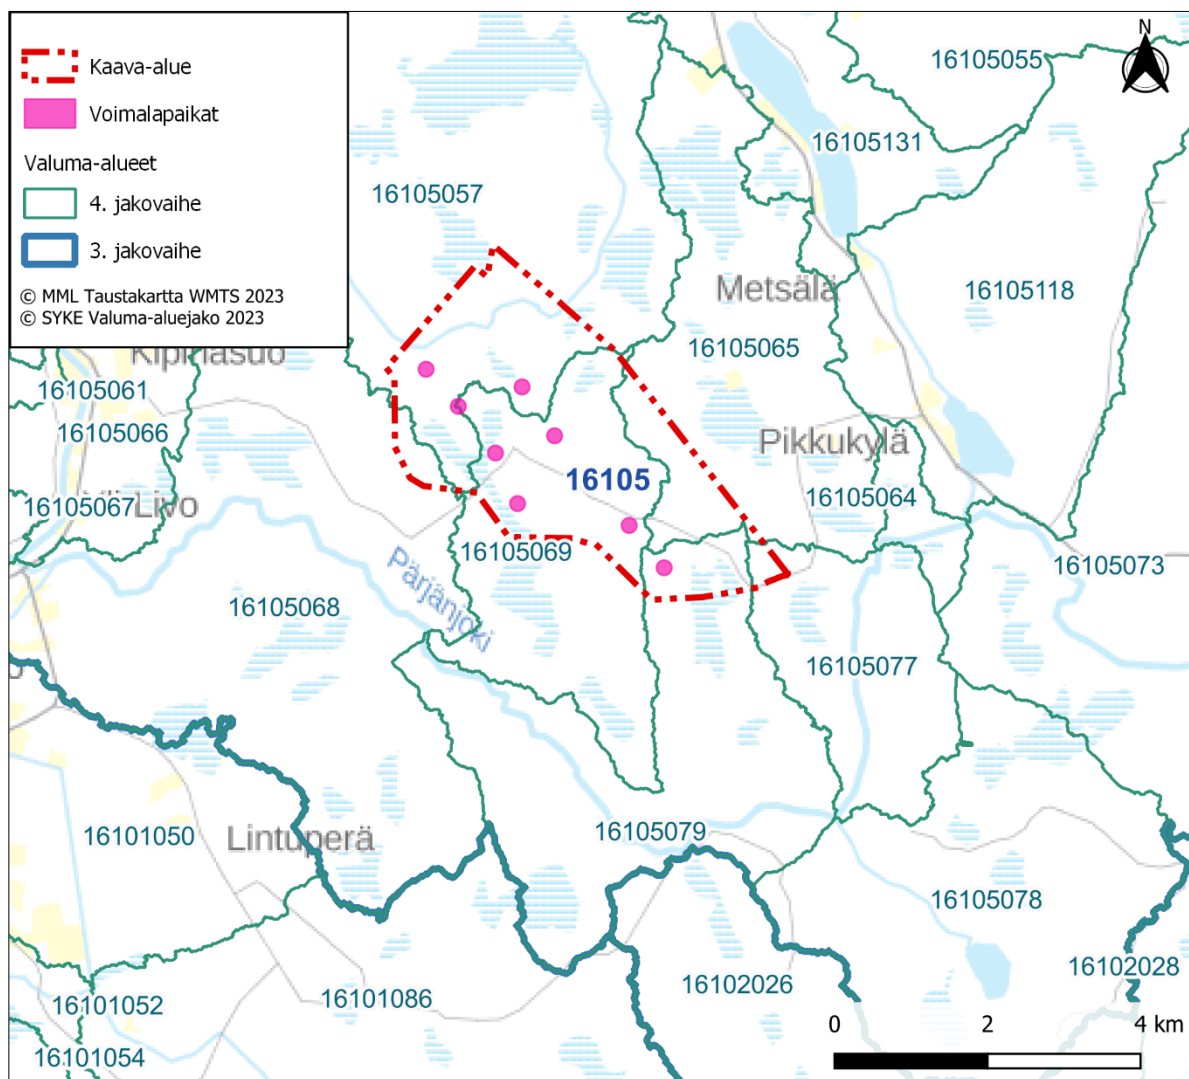 Kaava-alue
Voimalapaikat
Valuma-alueet
4. jakovaihe
3. jakovaihe
© MML Taustakartta WMTS 2023
© SYKE Valuma-aluejako 2023
N
16105055
16105131
16105057
Metsälä
16105118
16105065
16105061
16105066
Pikkukylä
16105
16105067
Livo
16105064
16105069
16105073
Pärjänjoki
16105068
16105077
16101050
Lintuperä
16105079
16105078
16102028
16102026
16101086
16101052
16101054
0 2 4 km